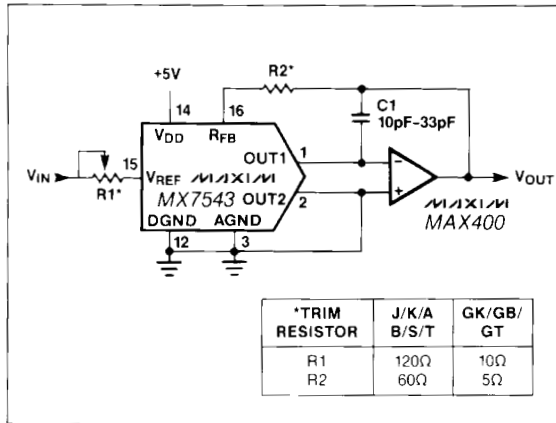 +5V
R2*
14
16
C1
10pF-33pF
VDD
RFB
OUT1
1
VIN
15
VREF
MAXIM
R1*
MX7543
OUT2
2
DGND
AGND
12
3
-
+
VOUT
MAXIM
MAX400
*TRIM RESISTOR J/K/A B/S/T GK/GB/ GT
R1 120Ω 10Ω
R2 60Ω 5Ω